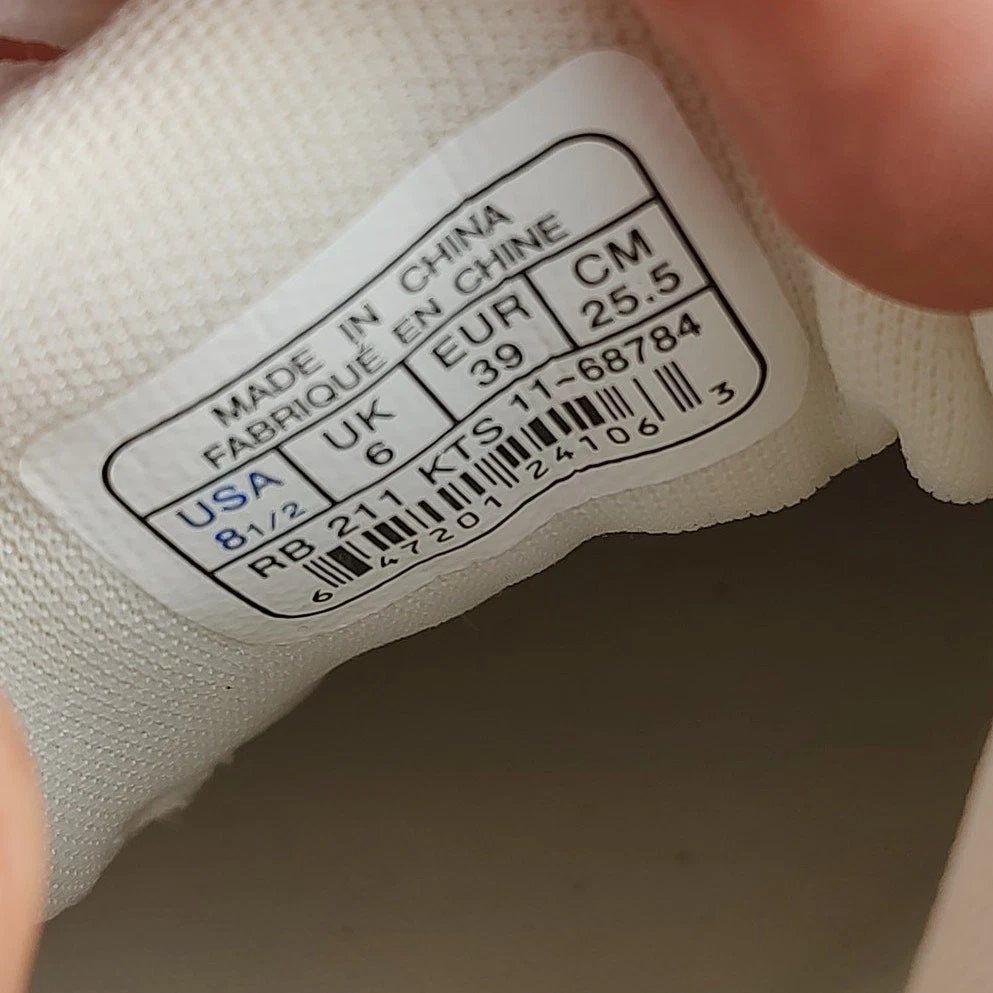 MADE IN CHINA
FABRIQUÉ EN CHINE
USA UK EUR CM
8 1/2 6 39 25.5
RB 211 KTS 11-68784
6 47201 24106 3